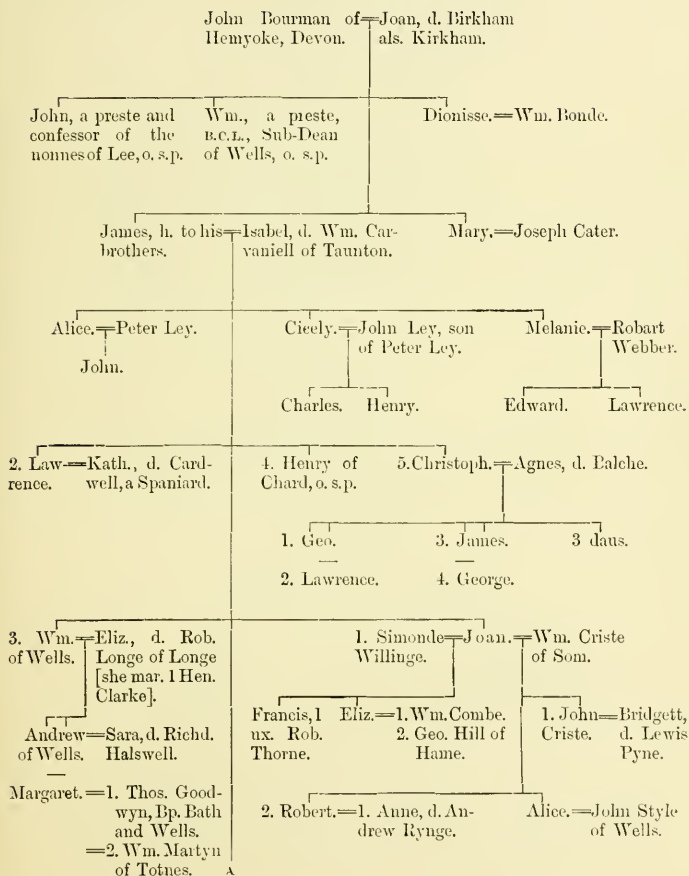 John Bourman of=Joan, d. Birkham
Hemyoke, Devon. als. Kirkham.
John, a preste and Wm., a preste, Dionisse.=Wm. Bonde.
confessor of the B.C.L., Sub-Dean
nonnes of Lee, o. s.p. of Wells, o. s.p.
James, h. to his=Isabel, d. Wm. Car- Mary.=Joseph Cater.
brothers. vaniell of Taunton.
Alice.=Peter Ley. Cicely.=John Ley, son Melanie.=Robart
of Peter Ley. Webber.
John.
Charles. Henry. Edward. Lawrence.
2. Law-=Kath., d. Card- 4. Henry of 5. Christoph.=Agnes, d. Balche.
rence. well, a Spaniard. Chard, o. s.p.
1. Geo. 3. James. 3 daus.
2. Lawrence. 4. George.
3. Wm.=Eliz., d. Rob. 1. Simonde=Joan.=Wm. Criste
of Wells. Longe of Longe Willinge. of Som.
[she mar. 1 Hen.
Clarke].
Francis, 1 Eliz.=1. Wm. Combe. 1. John=Bridgett,
Andrew=Sara, d. Richd. ux. Rob. 2. Geo. Hill of Criste. d. Lewis
of Wells. Halswell. Thorne. Hame. Pyne.
Margaret.=1. Thos. Good- 2. Robert.=1. Anne, d. An- Alice.=John Style
wyn, Bp. Bath drew Rynge. of Wells.
and Wells.
=2. Wm. Martyn
of Totnes. A